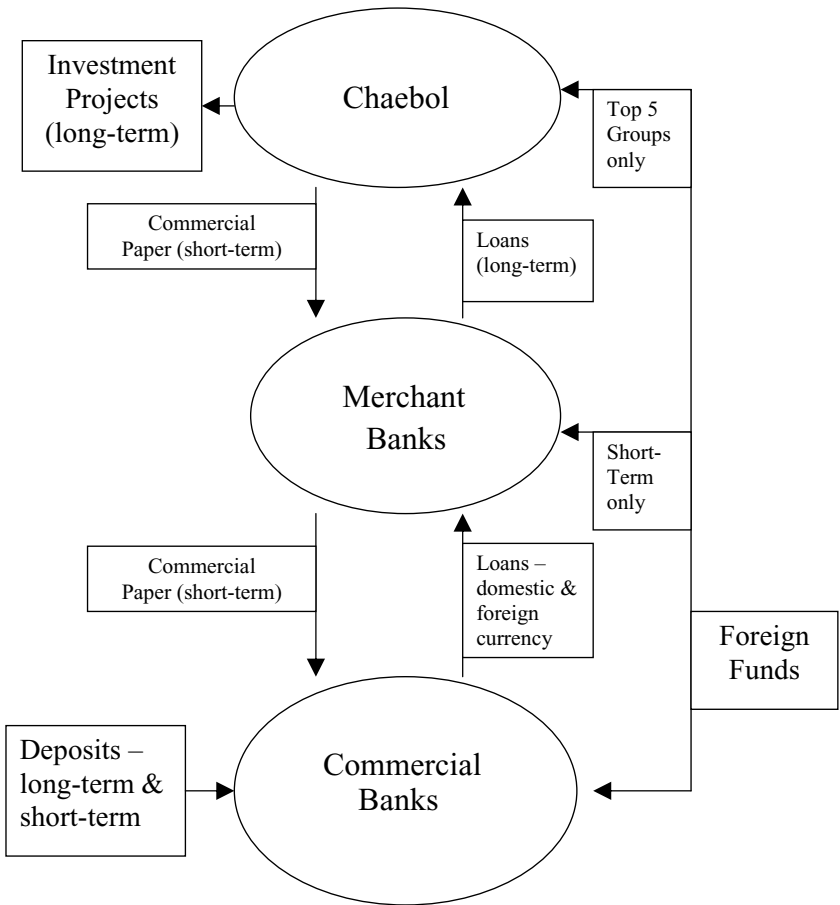 Investment
Projects
(long-term)
Chaebol
Top 5
Groups
only
Commercial
Paper (short-term)
Loans
(long-term)
Merchant
Banks
Short-
Term
only
Commercial
Paper (short-term)
Loans –
domestic &
foreign
currency
Foreign
Funds
Deposits –
long-term &
short-term
Commercial
Banks